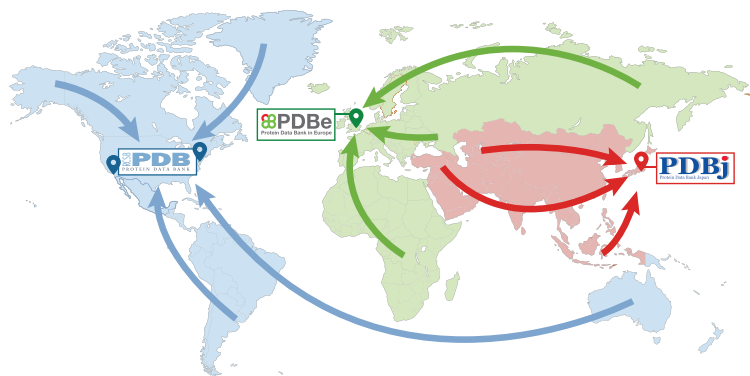 RCSB
PDB
PROTEIN DATA BANK
PDBe
Protein Data Bank in Europe
PDBj
Protein Data Bank Japan